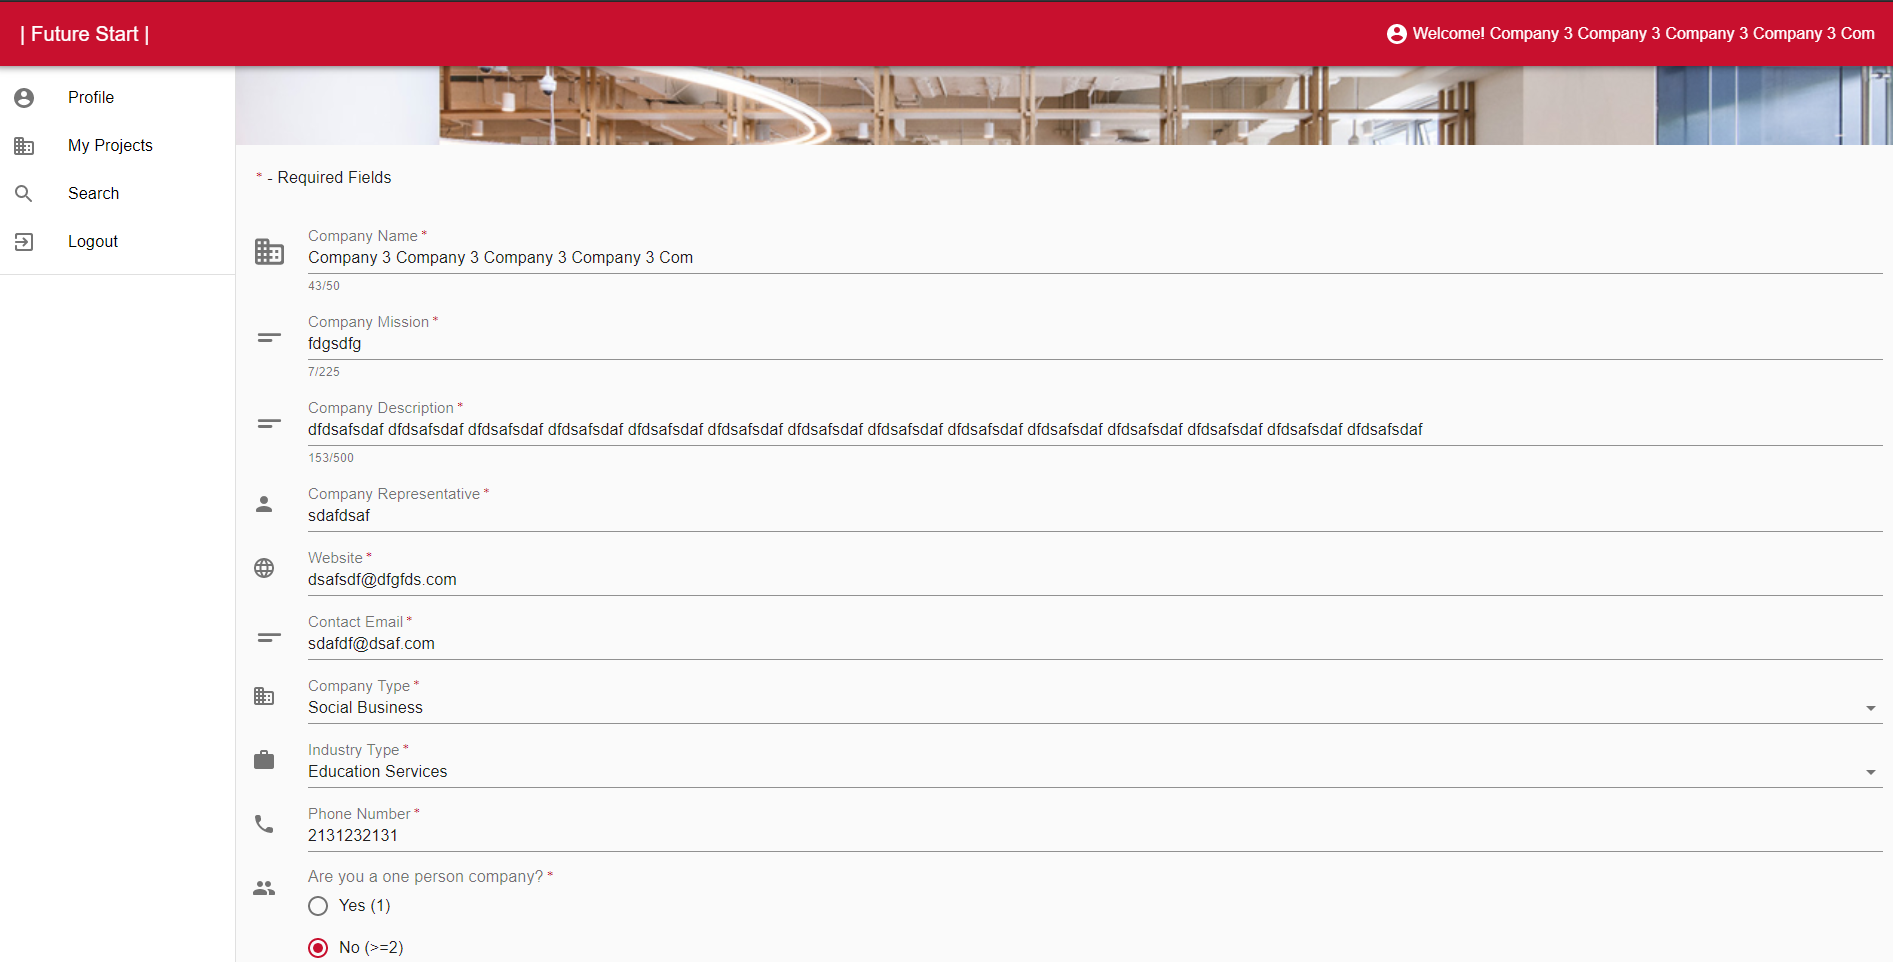 | Future Start |
Welcome! Company 3 Company 3 Company 3 Company 3 Com
Profile
My Projects
Search
Logout
* - Required Fields
Company Name *
Company 3 Company 3 Company 3 Company 3 Com
43/50
Company Mission *
fdgsdfg
7/225
Company Description *
dfdsafsdaf dfdsafsdaf dfdsafsdaf dfdsafsdaf dfdsafsdaf dfdsafsdaf dfdsafsdaf dfdsafsdaf dfdsafsdaf dfdsafsdaf dfdsafsdaf dfdsafsdaf dfdsafsdaf dfdsafsdaf
153/500
Company Representative *
sdafdsaf
Website *
dsafsdf@dfgfds.com
Contact Email *
sdafdf@dsaf.com
Company Type *
Social Business
Industry Type *
Education Services
Phone Number *
2131232131
Are you a one person company? *
Yes (1)
No (>=2)